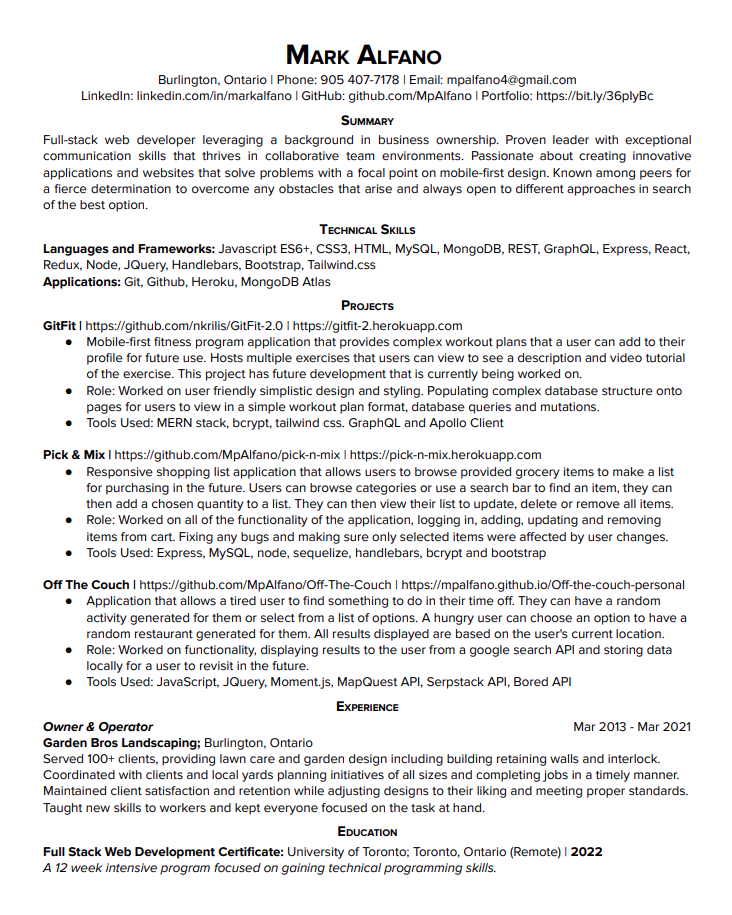 Mark Alfano
Burlington, Ontario | Phone: 905 407-7178 | Email: mpalfano4@gmail.com
LinkedIn: linkedin.com/in/markalfano | GitHub: github.com/MpAlfano | Portfolio: https://bit.ly/36pIyBc
Summary
Full-stack web developer leveraging a background in business ownership. Proven leader with exceptional
communication skills that thrives in collaborative team environments. Passionate about creating innovative
applications and websites that solve problems with a focal point on mobile-first design. Known among peers for
a fierce determination to overcome any obstacles that arise and always open to different approaches in search
of the best option.
Technical Skills
Languages and Frameworks: Javascript ES6+, CSS3, HTML, MySQL, MongoDB, REST, GraphQL, Express, React,
Redux, Node, JQuery, Handlebars, Bootstrap, Tailwind.css
Applications: Git, Github, Heroku, MongoDB Atlas
Projects
GitFit | https://github.com/nkrilis/GitFit-2.0 | https://gitfit-2.herokuapp.com
● Mobile-first fitness program application that provides complex workout plans that a user can add to their
profile for future use. Hosts multiple exercises that users can view to see a description and video tutorial
of the exercise. This project has future development that is currently being worked on.
● Role: Worked on user friendly simplistic design and styling. Populating complex database structure onto
pages for users to view in a simple workout plan format, database queries and mutations.
● Tools Used: MERN stack, bcrypt, tailwind css. GraphQL and Apollo Client
Pick & Mix | https://github.com/MpAlfano/pick-n-mix | https://pick-n-mix.herokuapp.com
● Responsive shopping list application that allows users to browse provided grocery items to make a list
for purchasing in the future. Users can browse categories or use a search bar to find an item, they can
then add a chosen quantity to a list. They can then view their list to update, delete or remove all items.
● Role: Worked on all of the functionality of the application, logging in, adding, updating and removing
items from cart. Fixing any bugs and making sure only selected items were affected by user changes.
● Tools Used: Express, MySQL, node, sequelize, handlebars, bcrypt and bootstrap
Off The Couch | https://github.com/MpAlfano/Off-The-Couch | https://mpalfano.github.io/Off-the-couch-personal
● Application that allows a tired user to find something to do in their time off. They can have a random
activity generated for them or select from a list of options. A hungry user can choose an option to have a
random restaurant generated for them. All results displayed are based on the user's current location.
● Role: Worked on functionality, displaying results to the user from a google search API and storing data
locally for a user to revisit in the future.
● Tools Used: JavaScript, JQuery, Moment.js, MapQuest API, Serpstack API, Bored API
Experience
Owner & Operator Mar 2013 - Mar 2021
Garden Bros Landscaping; Burlington, Ontario
Served 100+ clients, providing lawn care and garden design including building retaining walls and interlock.
Coordinated with clients and local yards planning initiatives of all sizes and completing jobs in a timely manner.
Maintained client satisfaction and retention while adjusting designs to their liking and meeting proper standards.
Taught new skills to workers and kept everyone focused on the task at hand.
Education
Full Stack Web Development Certificate: University of Toronto; Toronto, Ontario (Remote) | 2022
A 12 week intensive program focused on gaining technical programming skills.